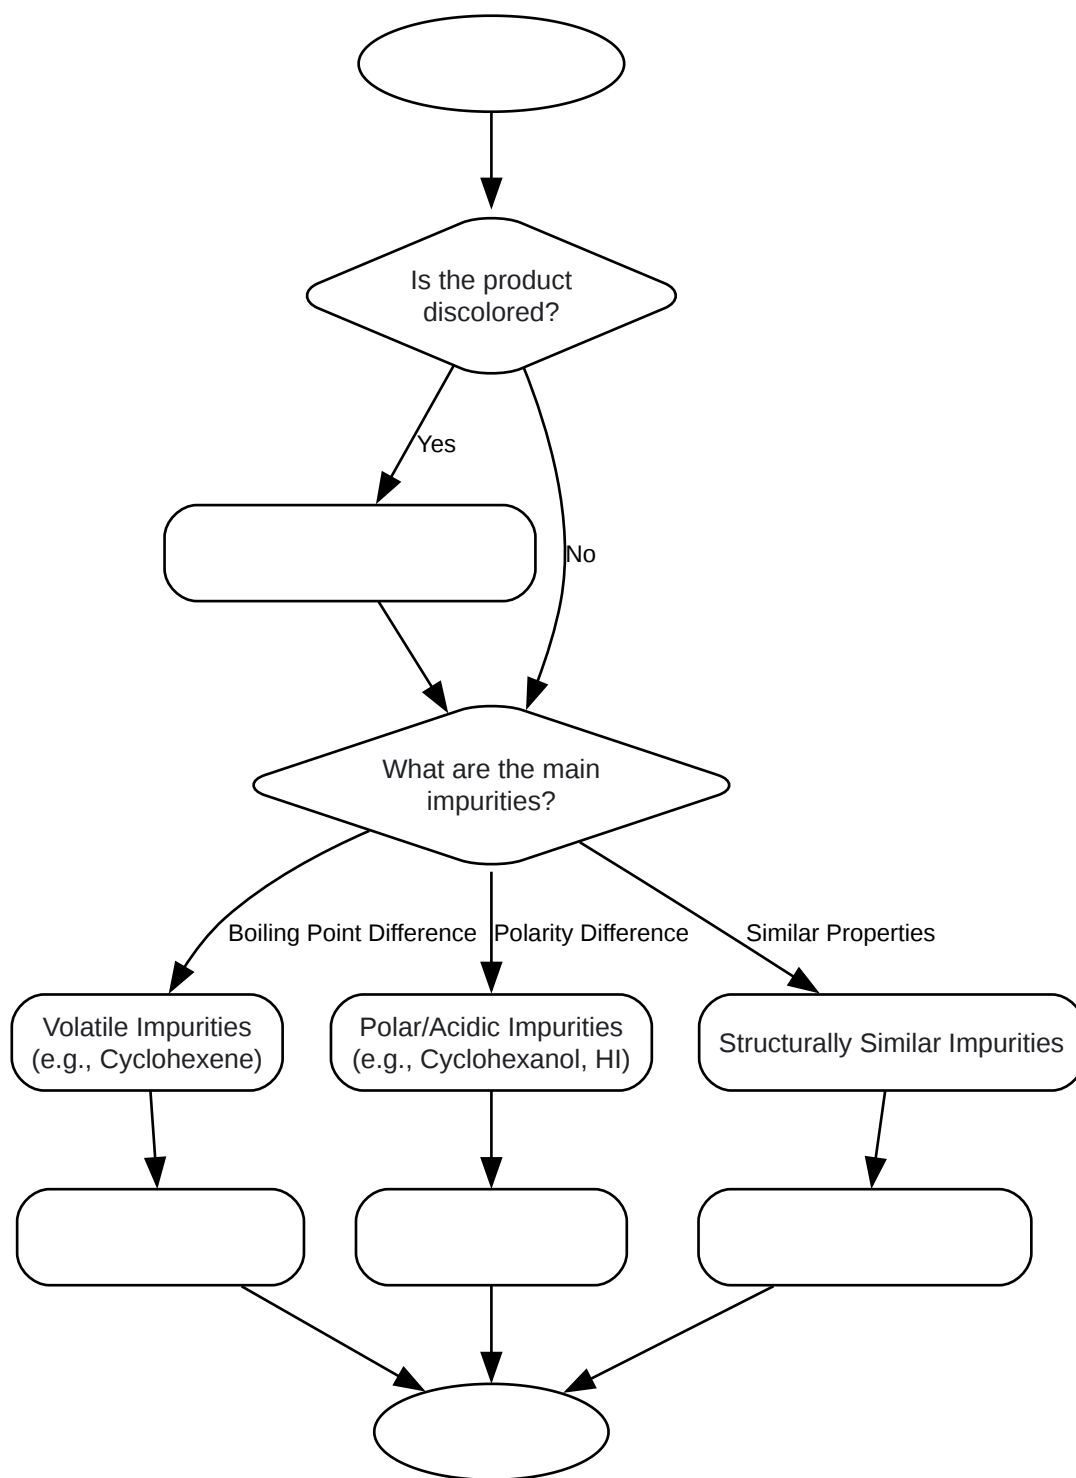 Is the product
discolored?
Yes
No
What are the main
impurities?
Boiling Point Difference
Polarity Difference
Similar Properties
Volatile Impurities
(e.g., Cyclohexene)
Polar/Acidic Impurities
(e.g., Cyclohexanol, HI)
Structurally Similar Impurities